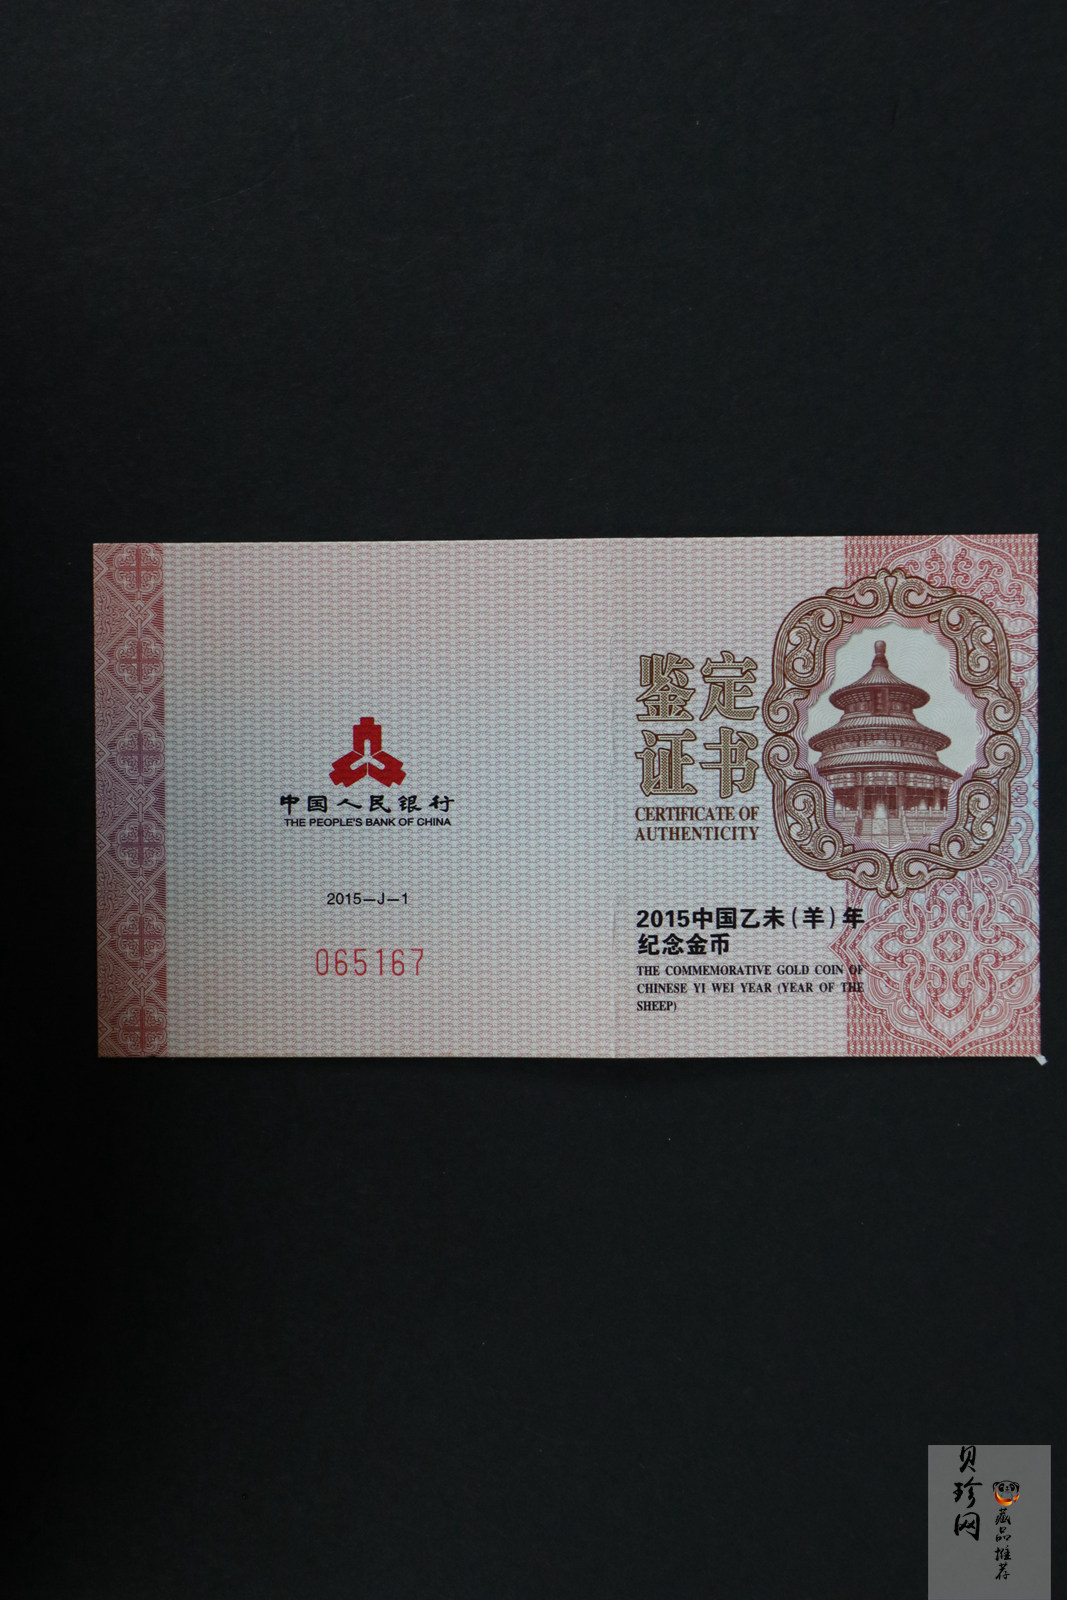 中国人民银行
THE PEOPLE'S BANK OF CHINA
2015—J—1
065167
鉴定
证书
CERTIFICATE OF
AUTHENTICITY
2015中国乙未(羊)年
纪念金币
THE COMMEMORATIVE GOLD COIN OF
CHINESE YI WEI YEAR (YEAR OF THE
SHEEP)
贝珍网
藏品推荐